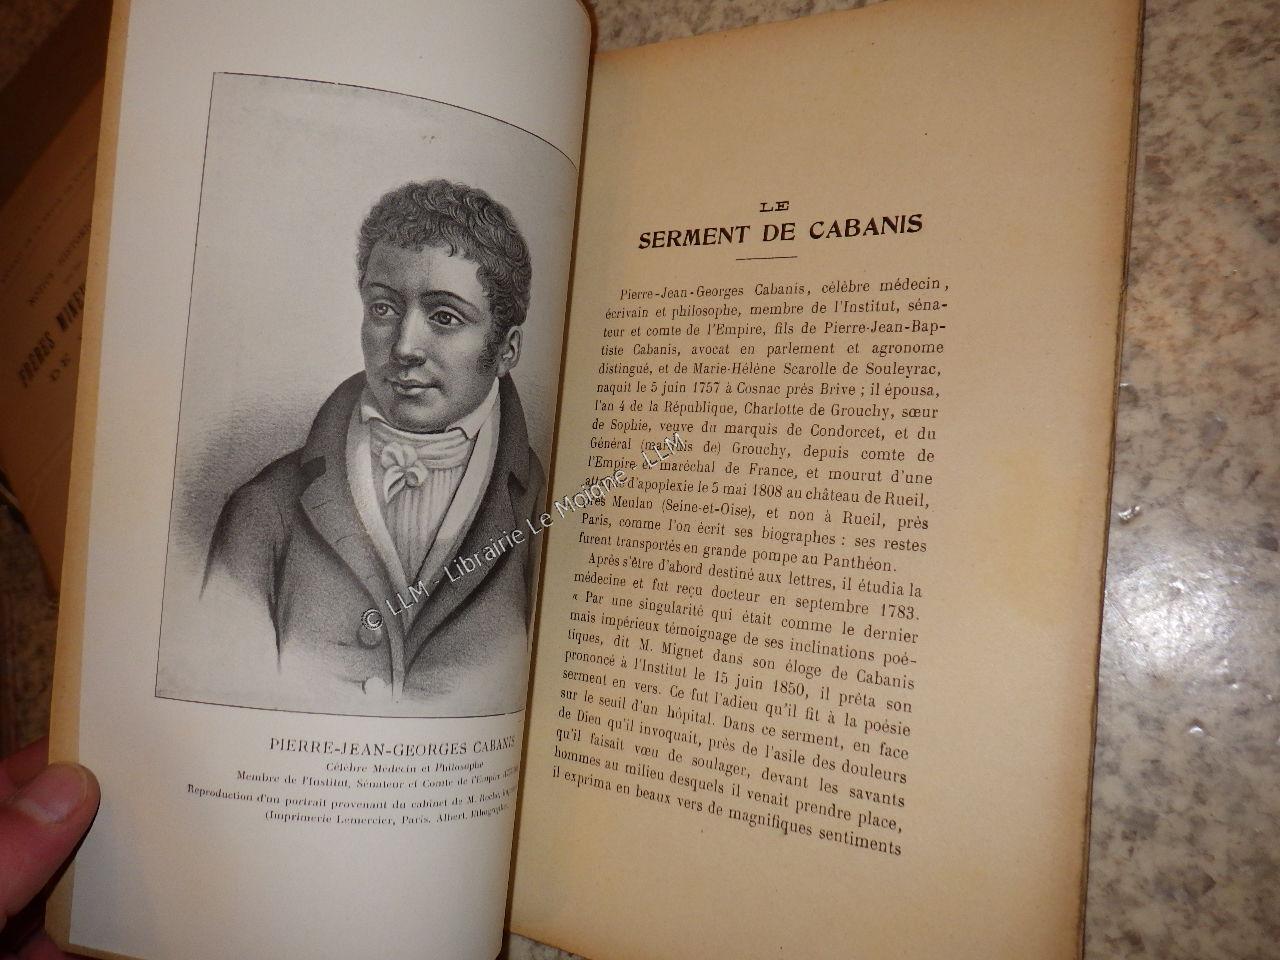 PIERRE-JEAN-GEORGES CABANIS
Célèbre Médecin et Philosophe
Membre de l'Institut, Sénateur et Comte de l'Empire
Reproduction d'un portrait provenant du cabinet de M. Roche,
(Imprimerie Lemercier, Paris. Albert, lithographe)
LE
SERMENT DE CABANIS
Pierre-Jean-Georges Cabanis, célèbre médecin,
écrivain et philosophe, membre de l'Institut, séna-
teur et comte de l'Empire, fils de Pierre-Jean-Bap-
tiste Cabanis, avocat en parlement et agronome
distingué, et de Marie-Hélène Scarolle de Souleyrac,
naquit le 5 juin 1757 à Cosnac près Brive ; il épousa,
l'an 4 de la République, Charlotte de Grouchy, sœur
de Sophie, veuve du marquis de Condorcet, et du
Général (marquis de) Grouchy, depuis comte de
l'Empire et maréchal de France, et mourut d'une
attaque d'apoplexie le 5 mai 1808 au château de Rueil,
près Meulan (Seine-et-Oise), et non à Rueil, près
Paris, comme l'on écrit ses biographes : ses restes
furent transportés en grande pompe au Panthéon.
Après s'être d'abord destiné aux lettres, il étudia la
médecine et fut reçu docteur en septembre 1783.
« Par une singularité qui était comme le dernier
mais impérieux témoignage de ses inclinations poé-
tiques, dit M. Mignet dans son éloge de Cabanis
prononcé à l'Institut le 15 juin 1850, il prêta son
serment en vers. Ce fut l'adieu qu'il fit à la poésie
sur le seuil d'un hôpital. Dans ce serment, en face
de Dieu qu'il invoquait, près de l'asile des douleurs
qu'il faisait vœu de soulager, devant les savants
hommes au milieu desquels il venait prendre place,
il exprima en beaux vers de magnifiques sentiments
© LLM - Librairie Le Moigne - LLM
FRÈRES